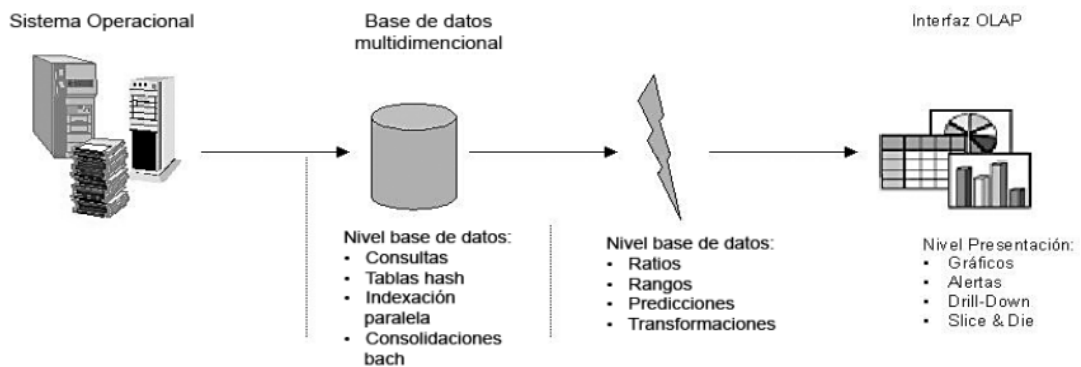 Sistema Operacional
Base de datos
multidimencional
Interfaz OLAP
Nivel base de datos:
• Consultas
• Tablas hash
• Indexación
paralela
• Consolidaciones
bach
Nivel base de datos:
• Ratios
• Rangos
• Predicciones
• Transformaciones
Nivel Presentación:
• Gráficos
• Alertas
• Drill-Down
• Slice & Die